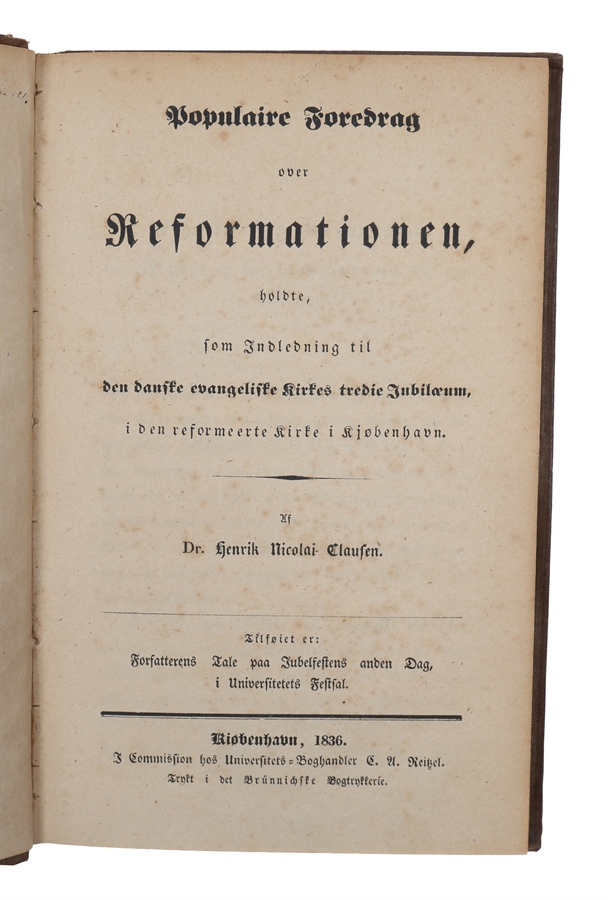 Populaire Foredrag
over
Reformationen,
holdte,
som Indledning til
den danske evangeliske Kirkes tredie Jubilæum,
i den reformeerte Kirke i Kjøbenhavn.
Af
Dr. Henrik Nicolai Clausen.
Tilføiet er:
Forfatterens Tale paa Jubelfestens anden Dag,
i Universitetets Festsal.
Kiøbenhavn, 1836.
I Commission hos Universitets-Boghandler C. A. Reitzel.
Trykt i det Brünnichske Bogtrykkerie.